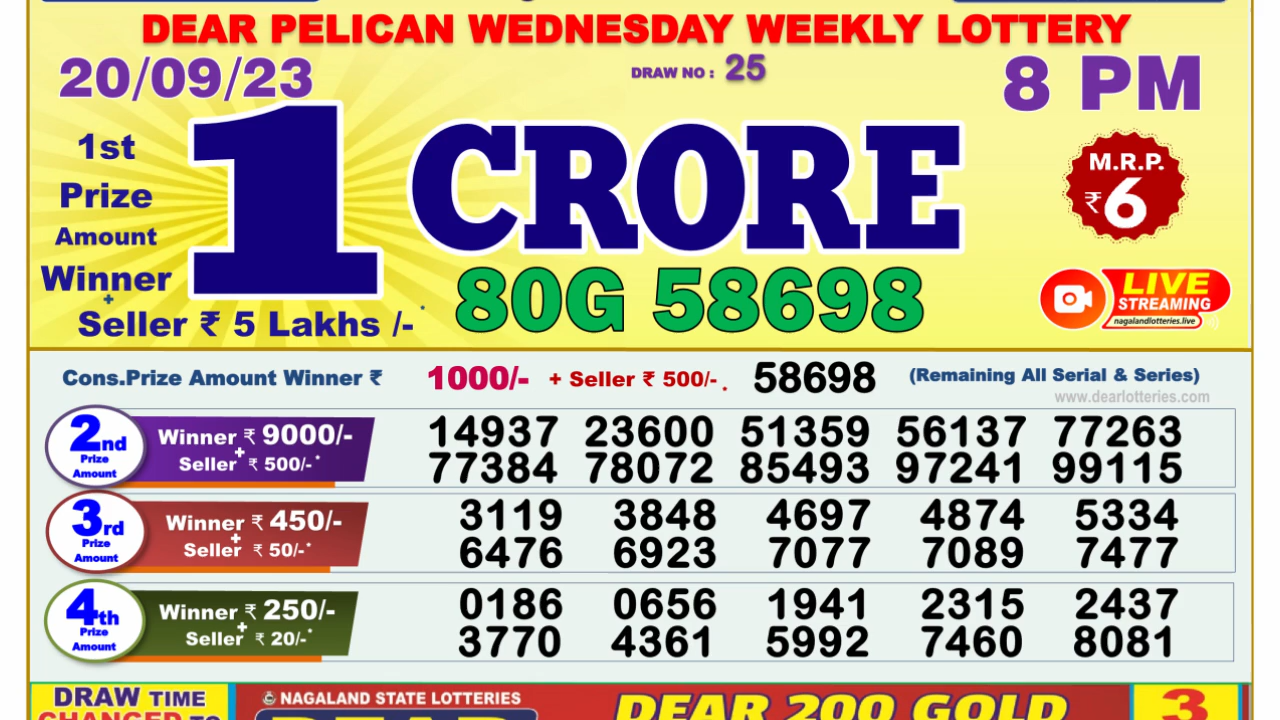 DEAR PELICAN WEDNESDAY WEEKLY LOTTERY
20/09/23
DRAW NO : 25
8 PM
1st
Prize
Amount
Winner
+
Seller ₹ 5 Lakhs /-
1 CRORE
80G 58698
M.R.P.
₹6
LIVE
STREAMING
nagalandlotteries.live
Cons.Prize Amount Winner ₹ 1000/- + Seller ₹ 500/- . 58698 (Remaining All Serial & Series)
www.dearlotteries.com
2nd
Prize
Amount
Winner ₹ 9000/-
+
Seller ₹ 500/-*
14937 23600 51359 56137 77263
77384 78072 85493 97241 99115
3rd
Prize
Amount
Winner ₹ 450/-
+
Seller ₹ 50/-*
3119 3848 4697 4874 5334
6476 6923 7077 7089 7477
4th
Prize
Amount
Winner ₹ 250/-
+
Seller ₹ 20/-*
0186 0656 1941 2315 2437
3770 4361 5992 7460 8081
DRAW TIME
CHANGED TO
NAGALAND STATE LOTTERIES
DEAR
DEAR 200 GOLD
3